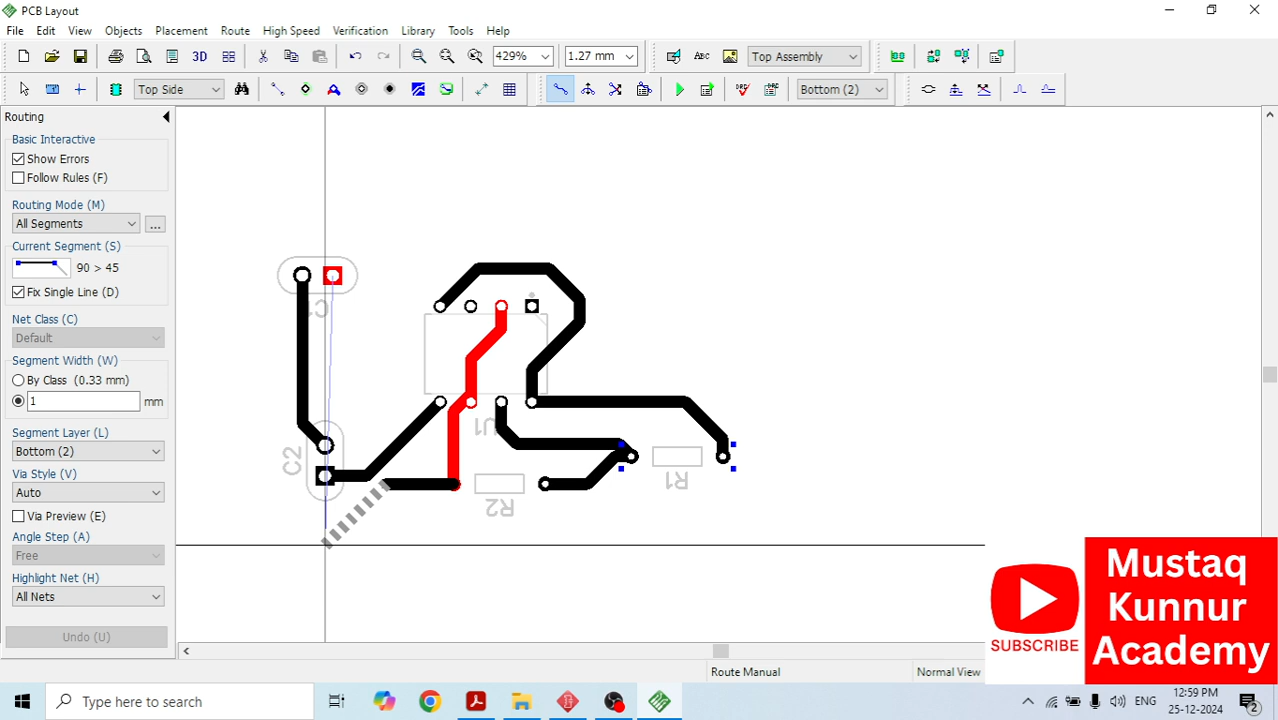 PCB Layout
File Edit View Objects Placement Route High Speed Verification Library Tools Help
3D 429% 1.27 mm ABC Top Assembly
Top Side Bottom (2)
Routing
Basic Interactive
Show Errors
Follow Rules (F)
Routing Mode (M)
All Segments ...
Current Segment (S)
90 > 45
Fix Single Line (D)
Net Class (C)
Default
Segment Width (W)
By Class (0.33 mm)
1 mm
Segment Layer (L)
Bottom (2)
Via Style (V)
Auto
Via Preview (E)
Angle Step (A)
Free
Highlight Net (H)
All Nets
Undo (U)
C1
U1
C2
R1
R2
SUBSCRIBE
Mustaq
Kunnur
Academy
Route Manual Normal View
Type here to search
ENG
12:59 PM
25-12-2024
2